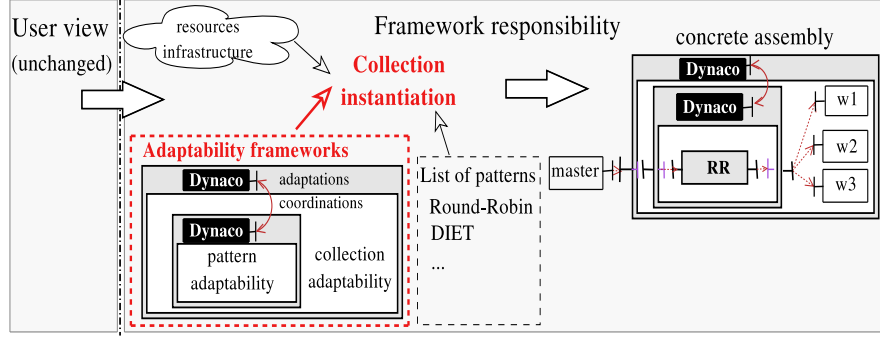 User view
(unchanged)
resources
infrastructure
Framework responsibility
Collection
instantiation
Adaptability frameworks
Dynaco
adaptations
coordinations
Dynaco
pattern
adaptability
collection
adaptability
List of patterns
Round-Robin
DIET
...
concrete assembly
Dynaco
Dynaco
master
RR
w1
w2
w3